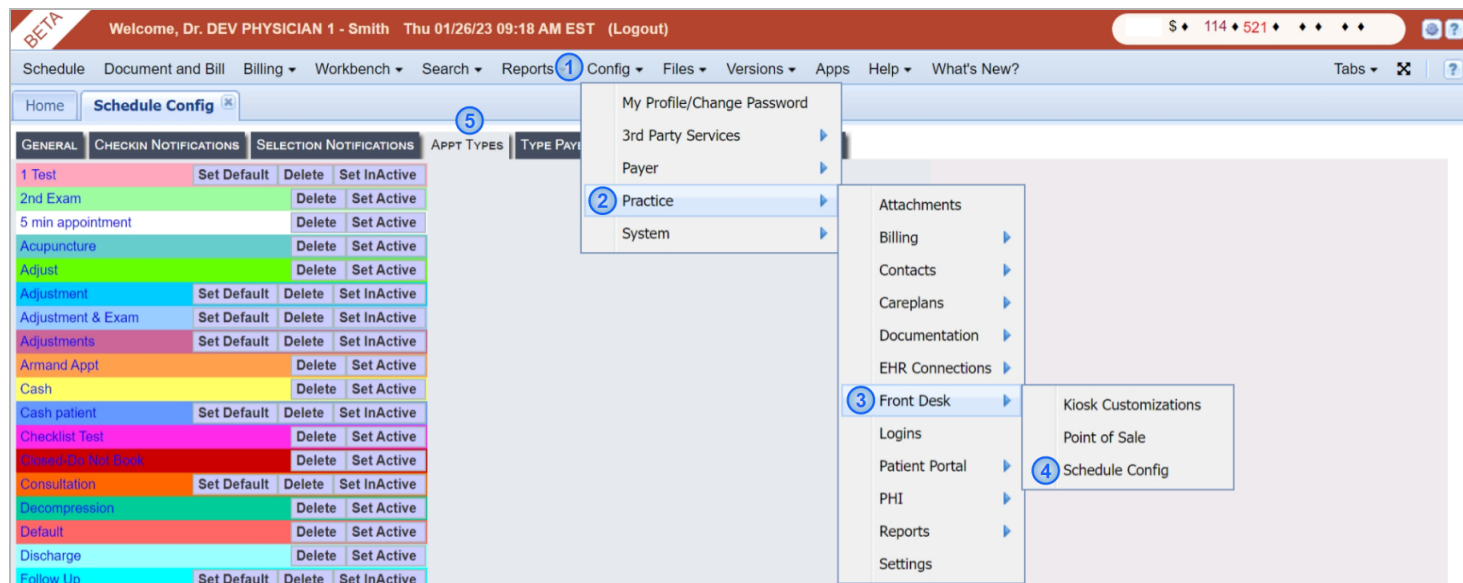 BETA
Welcome, Dr. DEV PHYSICIAN 1 - Smith Thu 01/26/23 09:18 AM EST (Logout)
$ ♦ 114 ♦ 521 ♦ ♦ ♦ ♦ ♦
?
Schedule Document and Bill Billing Workbench Search Reports 1 Config Files Versions Apps Help What's New? Tabs ?
Home Schedule Config
5
GENERAL CHECKIN NOTIFICATIONS SELECTION NOTIFICATIONS APPT TYPES TYPE PAYE
My Profile/Change Password
3rd Party Services
Payer
2 Practice
System
Attachments
Billing
Contacts
Careplans
Documentation
EHR Connections
3 Front Desk
Logins
Patient Portal
PHI
Reports
Settings
Kiosk Customizations
Point of Sale
4 Schedule Config
1 Test Set Default Delete Set InActive
2nd Exam Delete Set Active
5 min appointment Delete Set Active
Acupuncture Delete Set Active
Adjust Delete Set Active
Adjustment Set Default Delete Set InActive
Adjustment & Exam Set Default Delete Set InActive
Adjustments Set Default Delete Set InActive
Armand Appt Delete Set Active
Cash Delete Set Active
Cash patient Set Default Delete Set InActive
Checklist Test Delete Set Active
Closed-Do Not Book Delete Set Active
Consultation Set Default Delete Set InActive
Decompression Delete Set Active
Default Delete Set Active
Discharge Delete Set Active
Follow Up Set Default Delete Set InActive